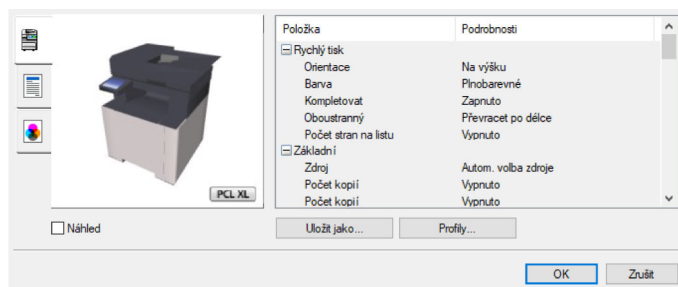 Položka Podrobnosti
Rychlý tisk
Orientace Na výšku
Barva Plnobarevné
Kompletovat Zapnuto
Oboustranný Převracet po délce
Počet stran na listu Vypnuto
Základní
Zdroj Autom. volba zdroje
Počet kopií Vypnuto
Počet kopií Vypnuto
PCL XL
Náhled Uložit jako... Profily...
OK Zrušit